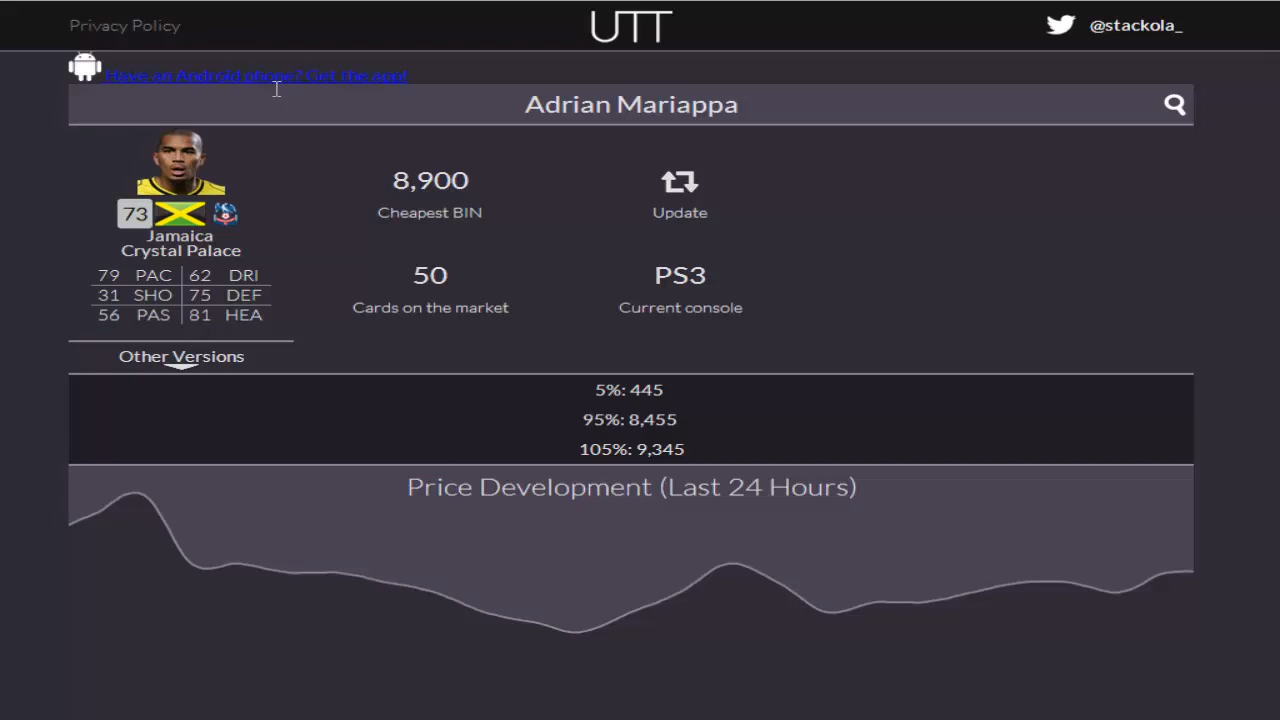 Privacy Policy
UTT
@stackola_
Have an Android phone? Get the app!
Adrian Mariappa
73
Jamaica
Crystal Palace
79 PAC 62 DRI
31 SHO 75 DEF
56 PAS 81 HEA
8,900
Cheapest BIN
Update
50
Cards on the market
PS3
Current console
Other Versions
5%: 445
95%: 8,455
105%: 9,345
Price Development (Last 24 Hours)